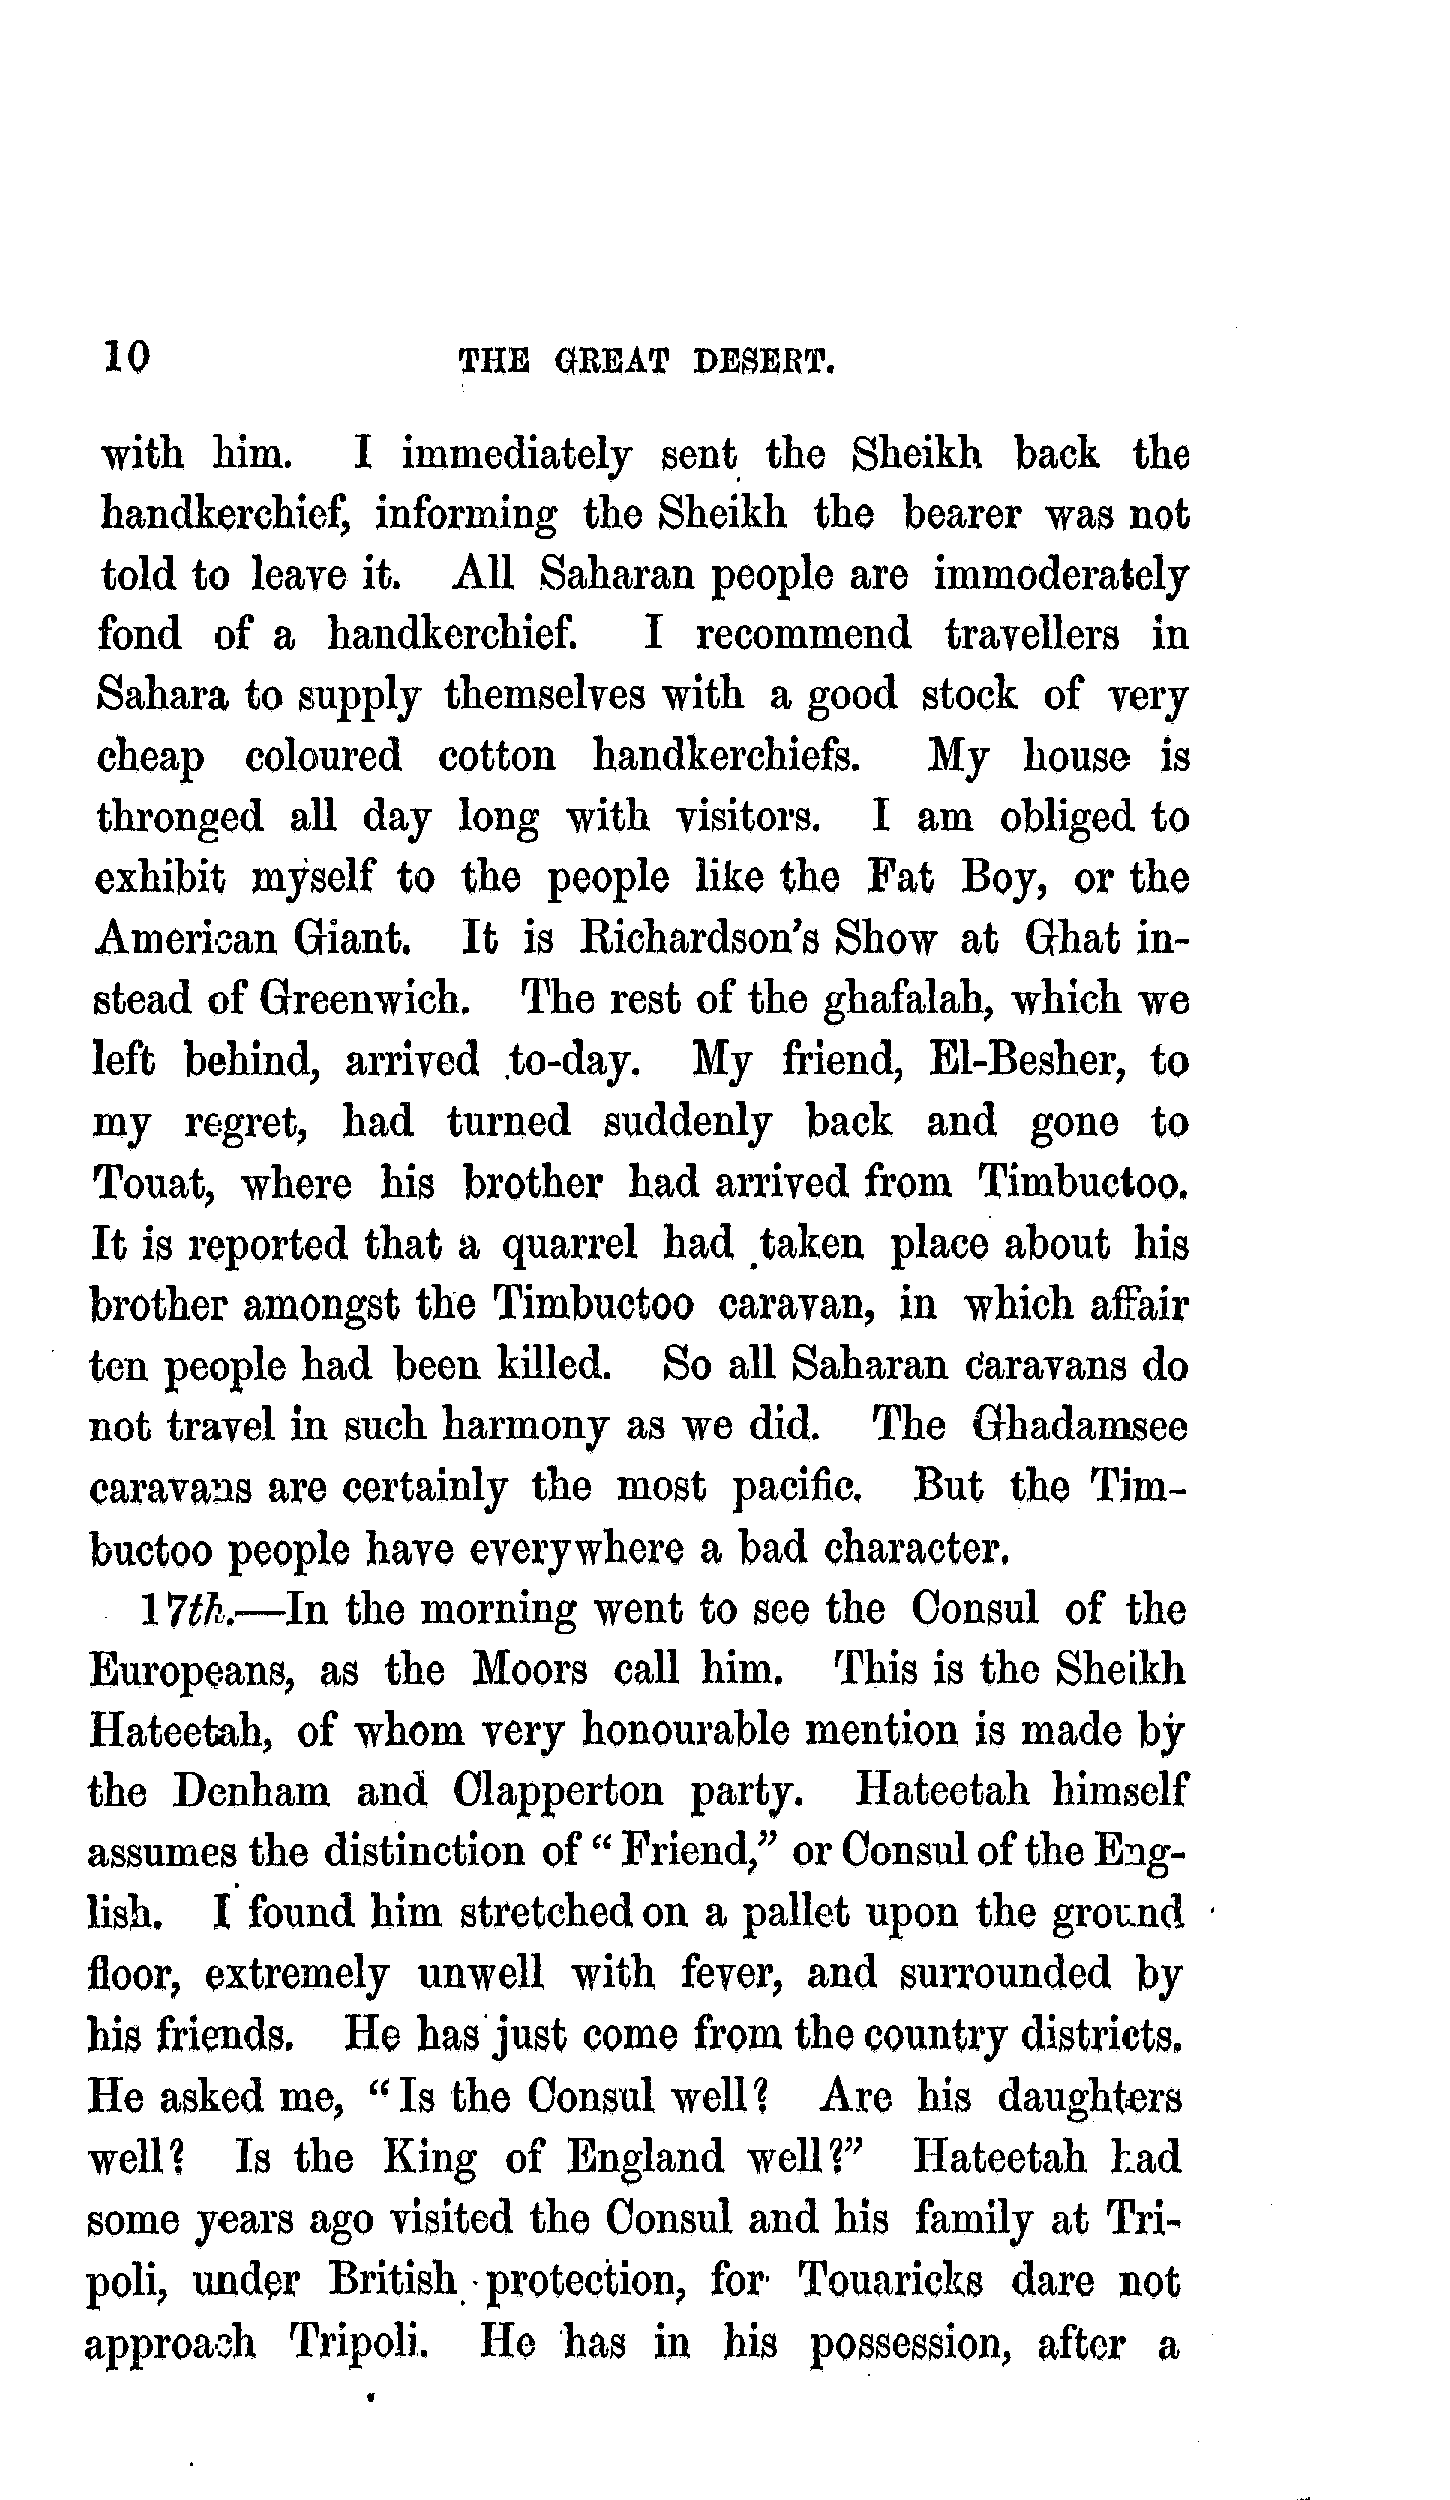 10 THE GREAT DESERT.
with him. I immediately sent the Sheikh back the
handkerchief, informing the Sheikh the bearer was not
told to leave it. All Saharan people are immoderately
fond of a handkerchief. I recommend travellers in
Sahara to supply themselves with a good stock of very
cheap coloured cotton handkerchiefs. My house is
thronged all day long with visitors. I am obliged to
exhibit myself to the people like the Fat Boy, or the
American Giant. It is Richardson's Show at Ghat in-
stead of Greenwich. The rest of the ghafalah, which we
left behind, arrived to-day. My friend, El-Besher, to
my regret, had turned suddenly back and gone to
Touat, where his brother had arrived from Timbuctoo.
It is reported that a quarrel had taken place about his
brother amongst the Timbuctoo caravan, in which affair
ten people had been killed. So all Saharan caravans do
not travel in such harmony as we did. The Ghadamsee
caravans are certainly the most pacific. But the Tim-
buctoo people have everywhere a bad character.
17th.—In the morning went to see the Consul of the
Europeans, as the Moors call him. This is the Sheikh
Hateetah, of whom very honourable mention is made by
the Denham and Clapperton party. Hateetah himself
assumes the distinction of "Friend," or Consul of the Eng-
lish. I found him stretched on a pallet upon the ground
floor, extremely unwell with fever, and surrounded by
his friends. He has just come from the country districts.
He asked me, "Is the Consul well? Are his daughters
well? Is the King of England well?" Hateetah had
some years ago visited the Consul and his family at Tri-
poli, under British protection, for Touaricks dare not
approach Tripoli. He has in his possession, after a